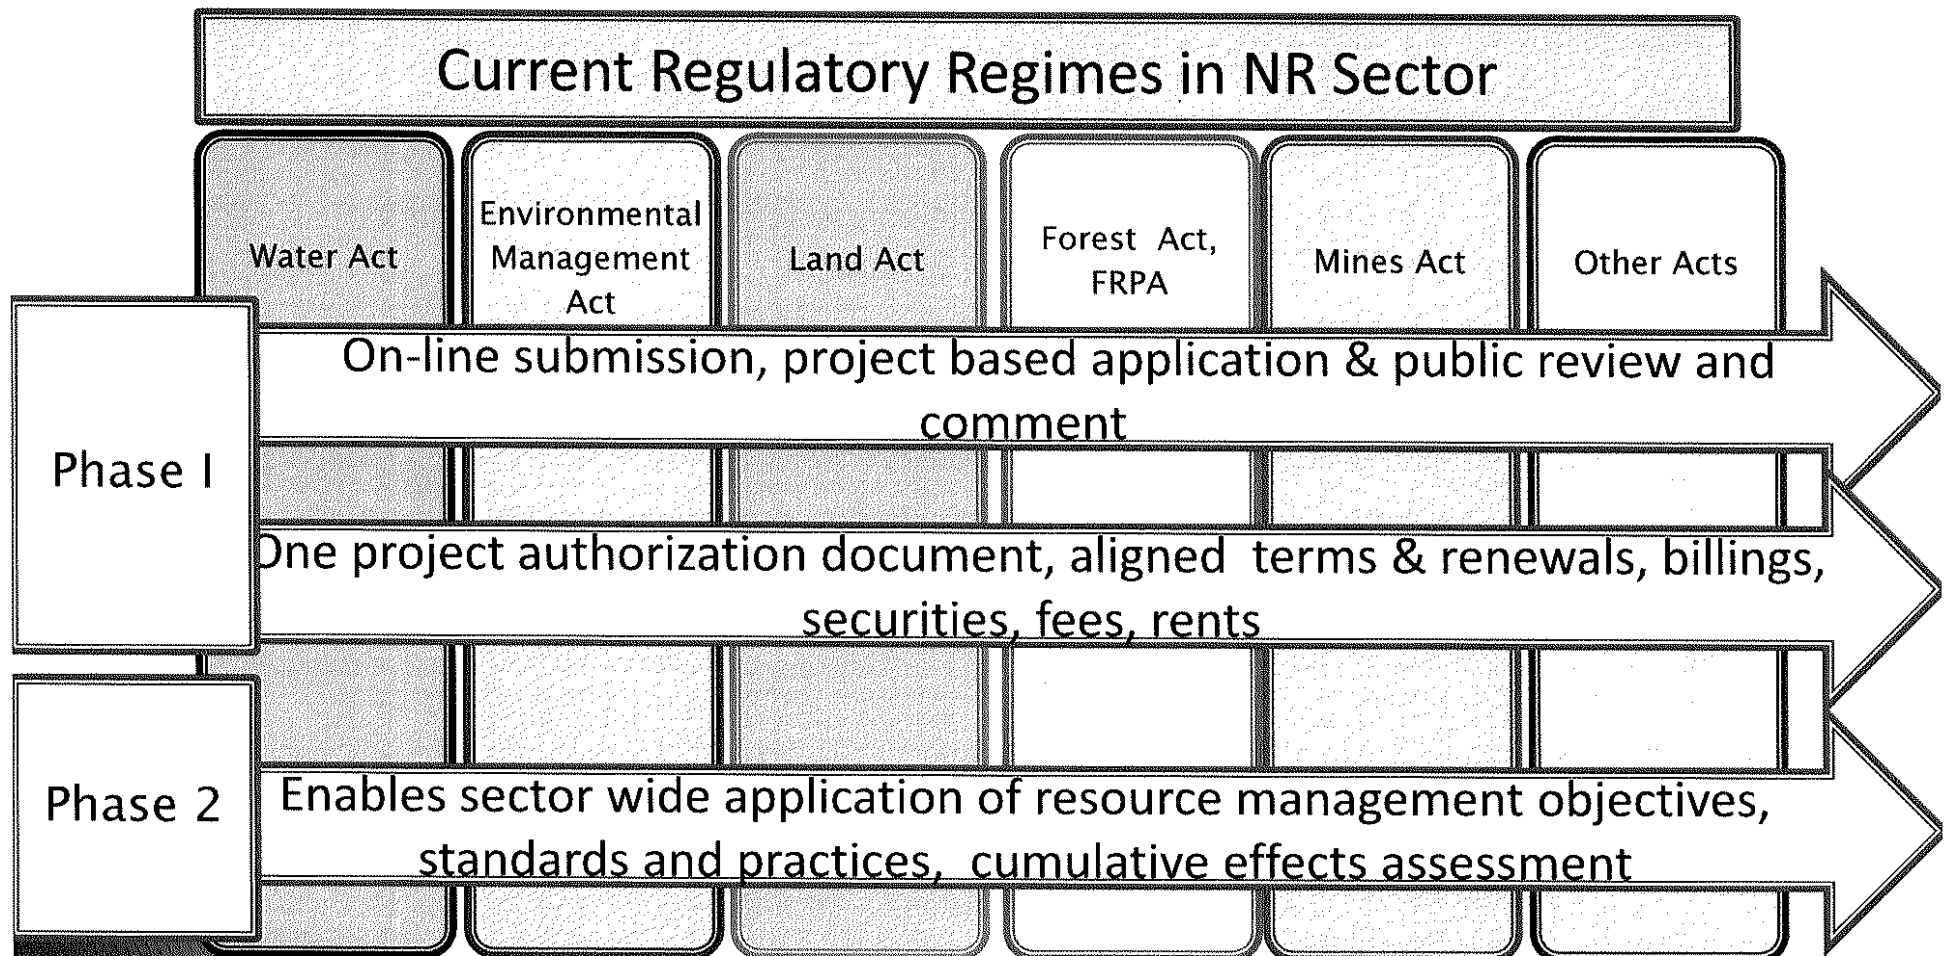 Current Regulatory Regimes in NR Sector
Water Act
Environmental
Management
Act
Land Act
Forest Act,
FRPA
Mines Act
Other Acts
Phase 1
On-line submission, project based application & public review and
comment
One project authorization document, aligned terms & renewals, billings,
securities, fees, rents
Phase 2
Enables sector wide application of resource management objectives,
standards and practices, cumulative effects assessment